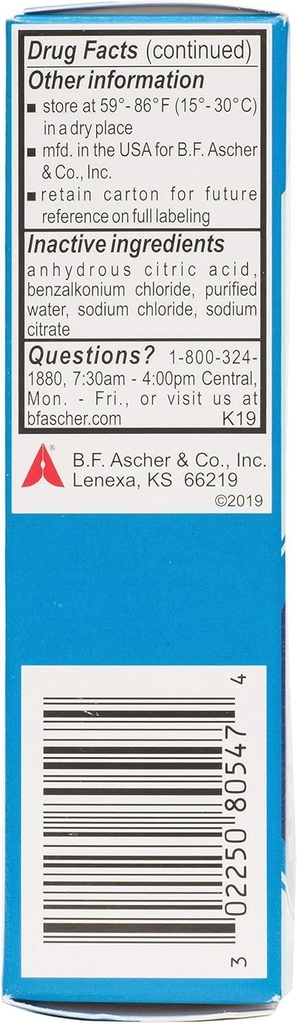 Drug Facts (continued)
Other information
▪ store at 59°- 86°F (15°- 30°C)
in a dry place
▪ mfd. in the USA for B.F. Ascher
& Co., Inc.
▪ retain carton for future
reference on full labeling
Inactive ingredients
anhydrous citric acid,
benzalkonium chloride, purified
water, sodium chloride, sodium
citrate
Questions? 1-800-324-
1880, 7:30am - 4:00pm Central,
Mon. - Fri., or visit us at
bfascher.com K19
®
B.F. Ascher & Co., Inc.
Lenexa, KS 66219
©2019
3 02250 80547 4